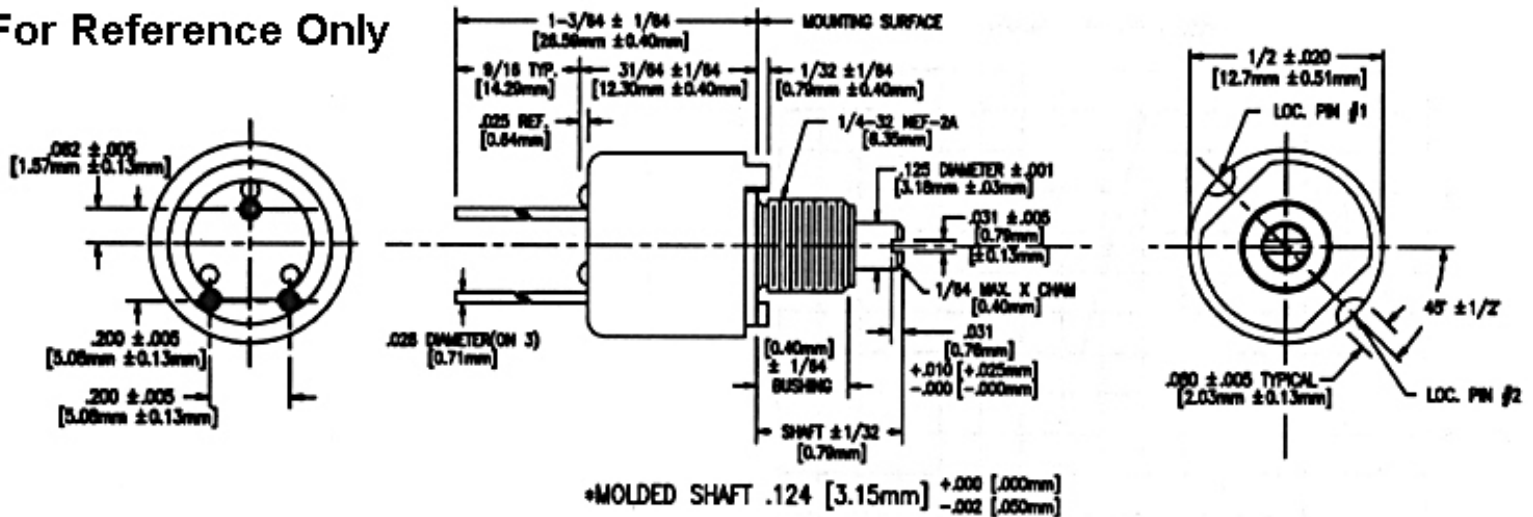 For Reference Only
1-3/64 ± 1/64
[26.59mm ±0.40mm]
MOUNTING SURFACE
9/16 TYP.
[14.29mm]
31/64 ±1/64
[12.30mm ±0.40mm]
1/32 ±1/64
[0.79mm ±0.40mm]
.025 REF.
[0.64mm]
1/4-32 NEF-2A
[6.35mm]
.125 DIAMETER ±.001
[3.18mm ±.03mm]
.031 ±.005
[0.79mm
±0.13mm]
1/64 MAX. X CHAM
[0.40mm]
.031
[0.78mm]
+.010 [+.025mm]
-.000 [-.000mm]
[0.40mm]
± 1/64
BUSHING
SHAFT ±1/32
[0.79mm]
.028 DIAMETER(ON 3)
[0.71mm]
.062 ±.005
[1.57mm ±0.13mm]
.200 ±.005
[5.08mm ±0.13mm]
.200 ±.005
[5.08mm ±0.13mm]
1/2 ±.020
[12.7mm ±0.51mm]
LOC. PIN #1
45° ±1/2°
.080 ±.005 TYPICAL
[2.03mm ±0.13mm]
LOC. PIN #2
*MOLDED SHAFT .124 [3.15mm] +.000 [.000mm]
-.002 [.050mm]